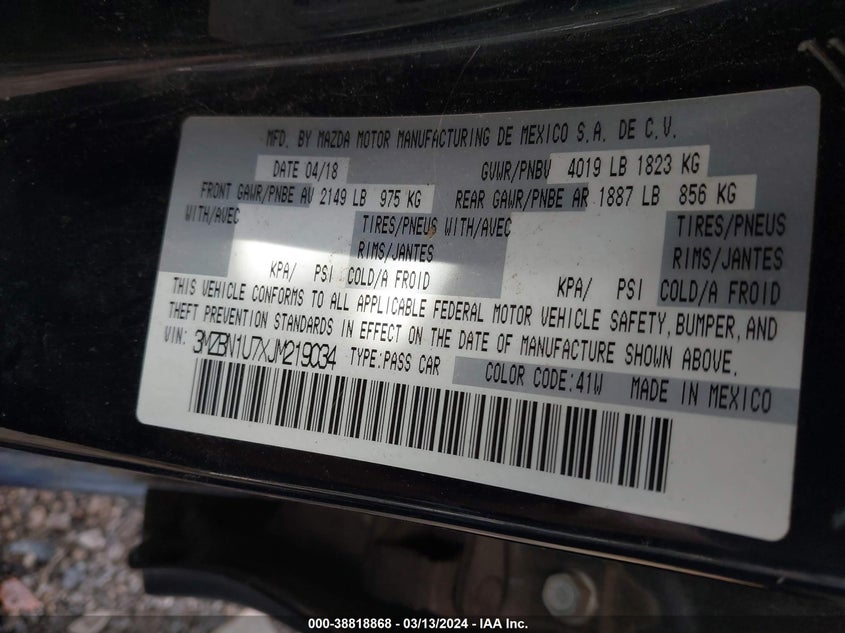 MFD. BY MAZDA MOTOR MANUFACTURING DE MEXICO S.A. DE C.V.
DATE 04/18 GVWR/PNBV 4019 LB 1823 KG
FRONT GAWR/PNBE AV 2149 LB 975 KG REAR GAWR/PNBE AR 1887 LB 856 KG
WITH/AVEC TIRES/PNEUS WITH/AVEC TIRES/PNEUS
RIMS/JANTES RIMS/JANTES
KPA/ PSI COLD/A FROID KPA/ PSI COLD/A FROID
THIS VEHICLE CONFORMS TO ALL APPLICABLE FEDERAL MOTOR VEHICLE SAFETY, BUMPER, AND
THEFT PREVENTION STANDARDS IN EFFECT ON THE DATE OF MANUFACTURE SHOWN ABOVE.
VIN: 3MZBN1U7XJM219034 TYPE:PASS CAR COLOR CODE:41W MADE IN MEXICO
000-38818868 - 03/13/2024 - IAA Inc.